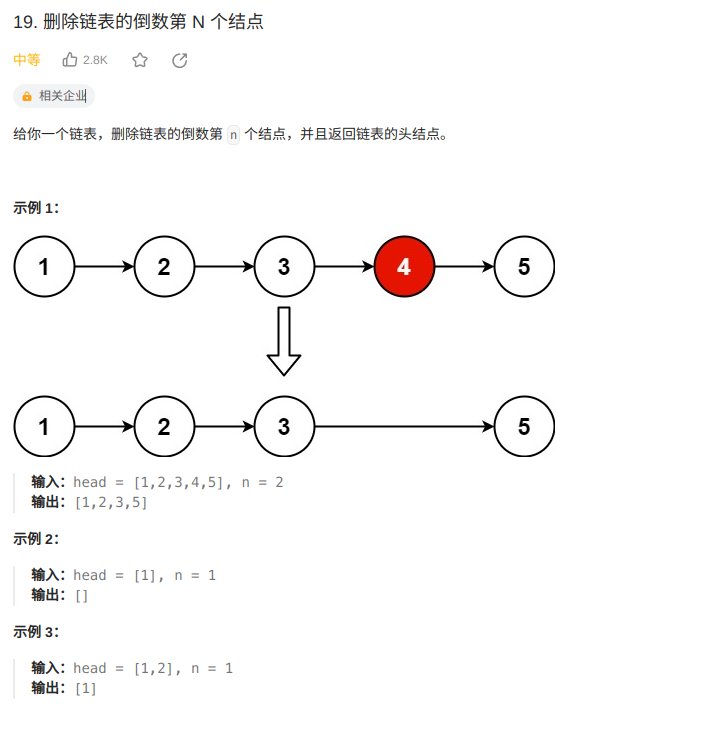 19. 删除链表的倒数第 N 个结点
中等 2.8K
相关企业
给你一个链表，删除链表的倒数第 n 个结点，并且返回链表的头结点。
示例 1：
1 2 3 4 5
1 2 3 5
输入：head = [1,2,3,4,5], n = 2
输出：[1,2,3,5]
示例 2：
输入：head = [1], n = 1
输出：[]
示例 3：
输入：head = [1,2], n = 1
输出：[1]